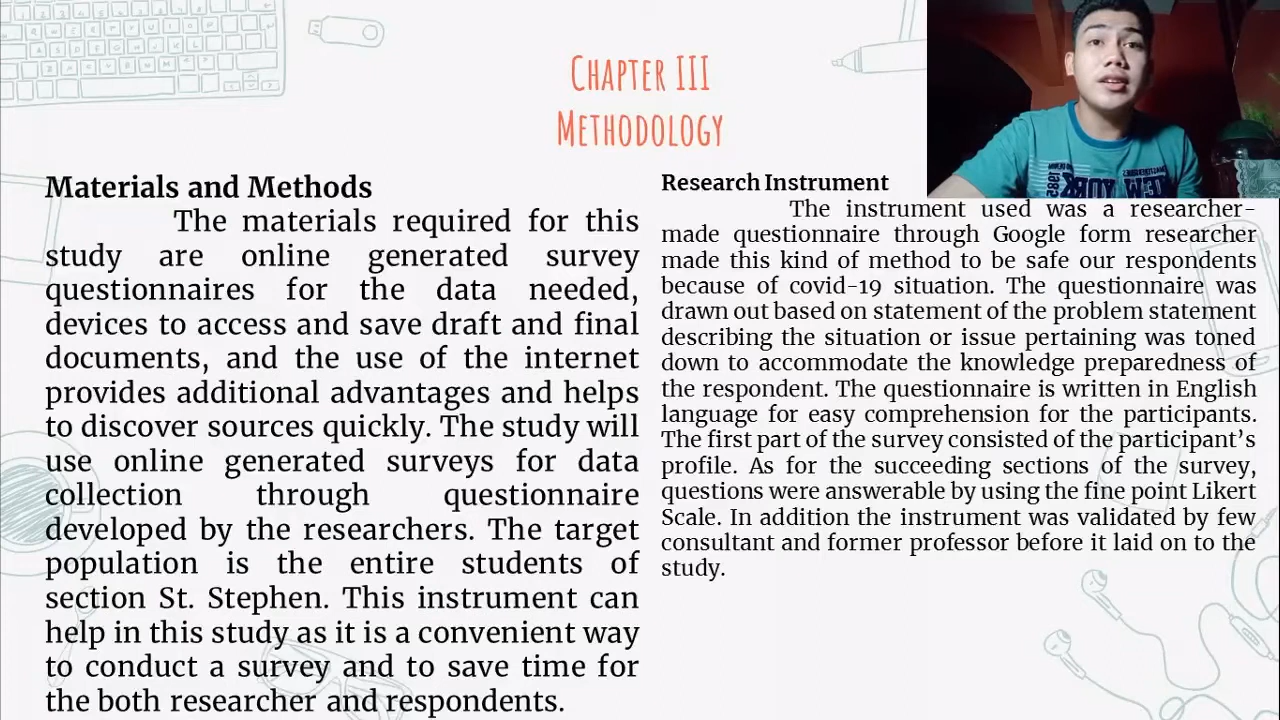 Chapter III
Methodology
Materials and Methods
The materials required for this
study are online generated survey
questionnaires for the data needed,
devices to access and save draft and final
documents, and the use of the internet
provides additional advantages and helps
to discover sources quickly. The study will
use online generated surveys for data
collection through questionnaire
developed by the researchers. The target
population is the entire students of
section St. Stephen. This instrument can
help in this study as it is a convenient way
to conduct a survey and to save time for
the both researcher and respondents.
Research Instrument
The instrument used was a researcher-
made questionnaire through Google form researcher
made this kind of method to be safe our respondents
because of covid-19 situation. The questionnaire was
drawn out based on statement of the problem statement
describing the situation or issue pertaining was toned
down to accommodate the knowledge preparedness of
the respondent. The questionnaire is written in English
language for easy comprehension for the participants.
The first part of the survey consisted of the participant’s
profile. As for the succeeding sections of the survey,
questions were answerable by using the fine point Likert
Scale. In addition the instrument was validated by few
consultant and former professor before it laid on to the
study.
NEW YORK
1985